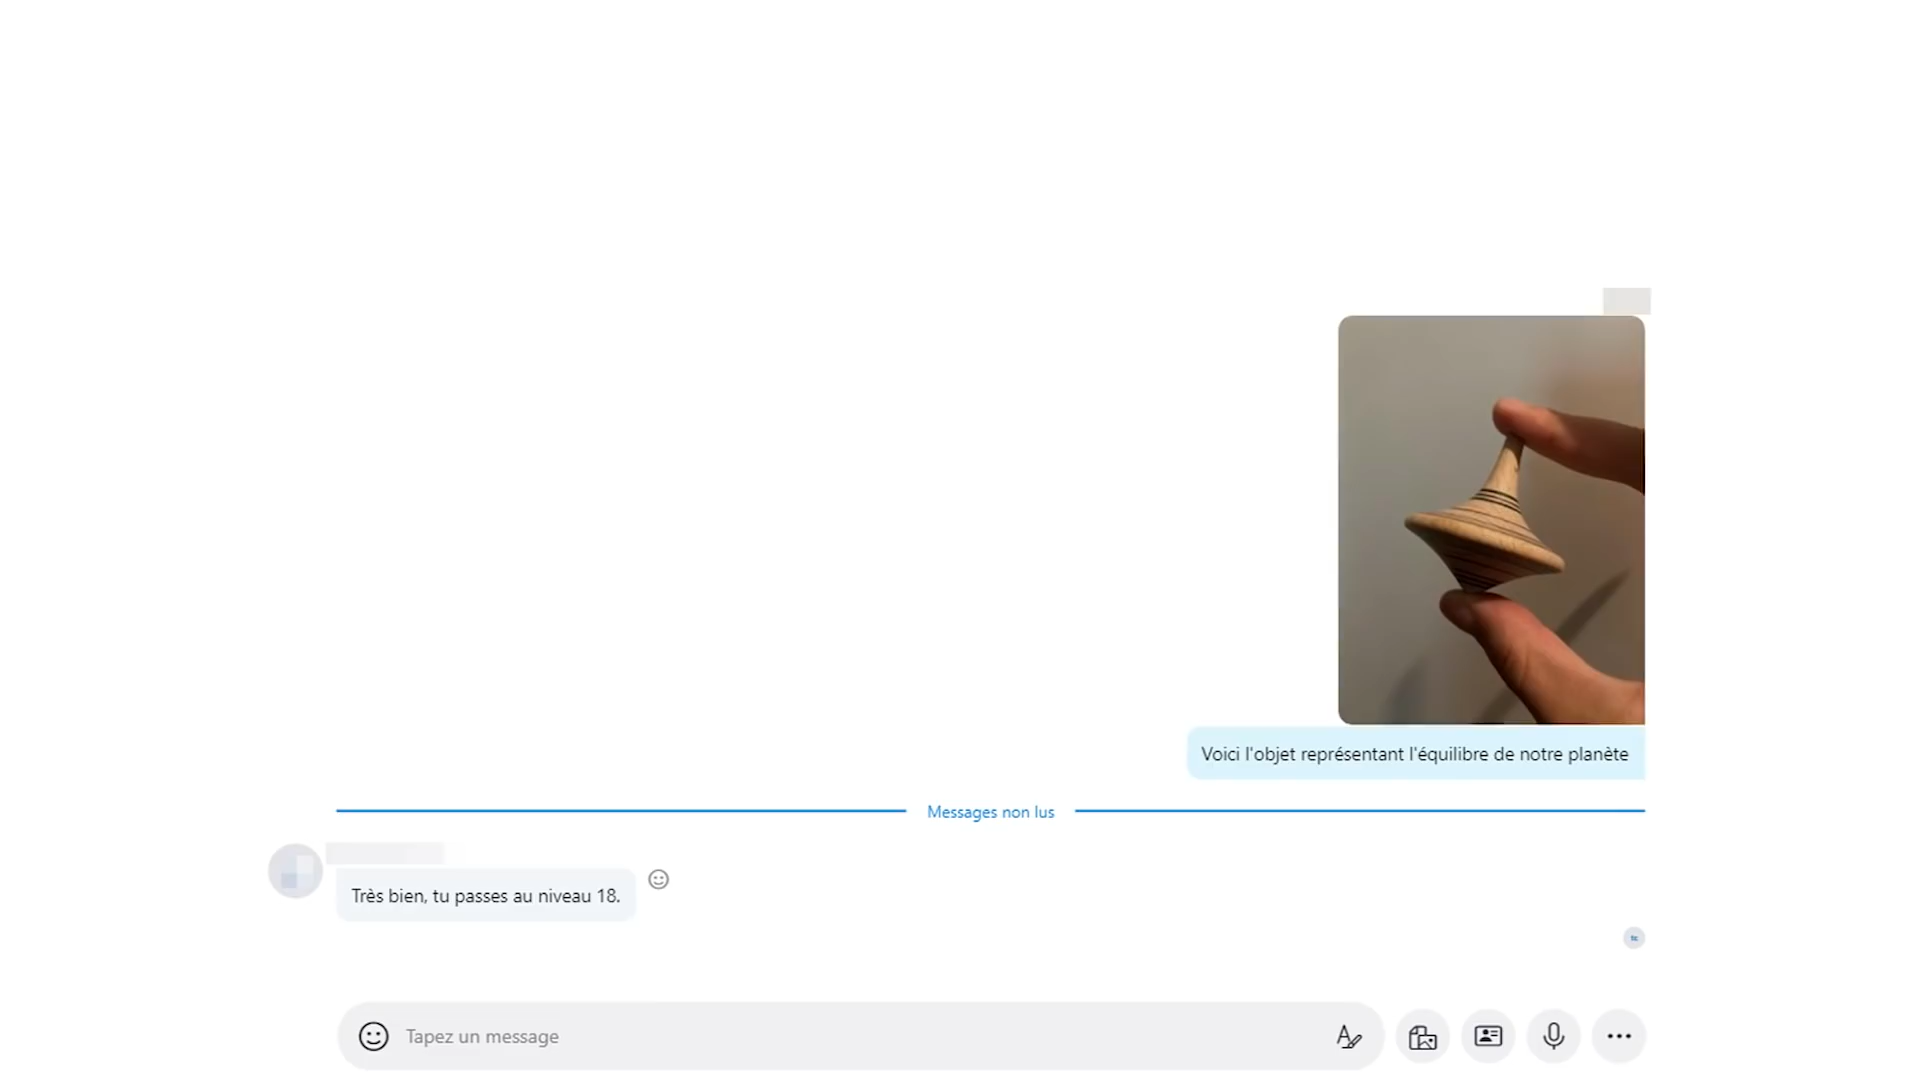 Voici l'objet représentant l'équilibre de notre planète
Messages non lus
Très bien, tu passes au niveau 18.
Tapez un message